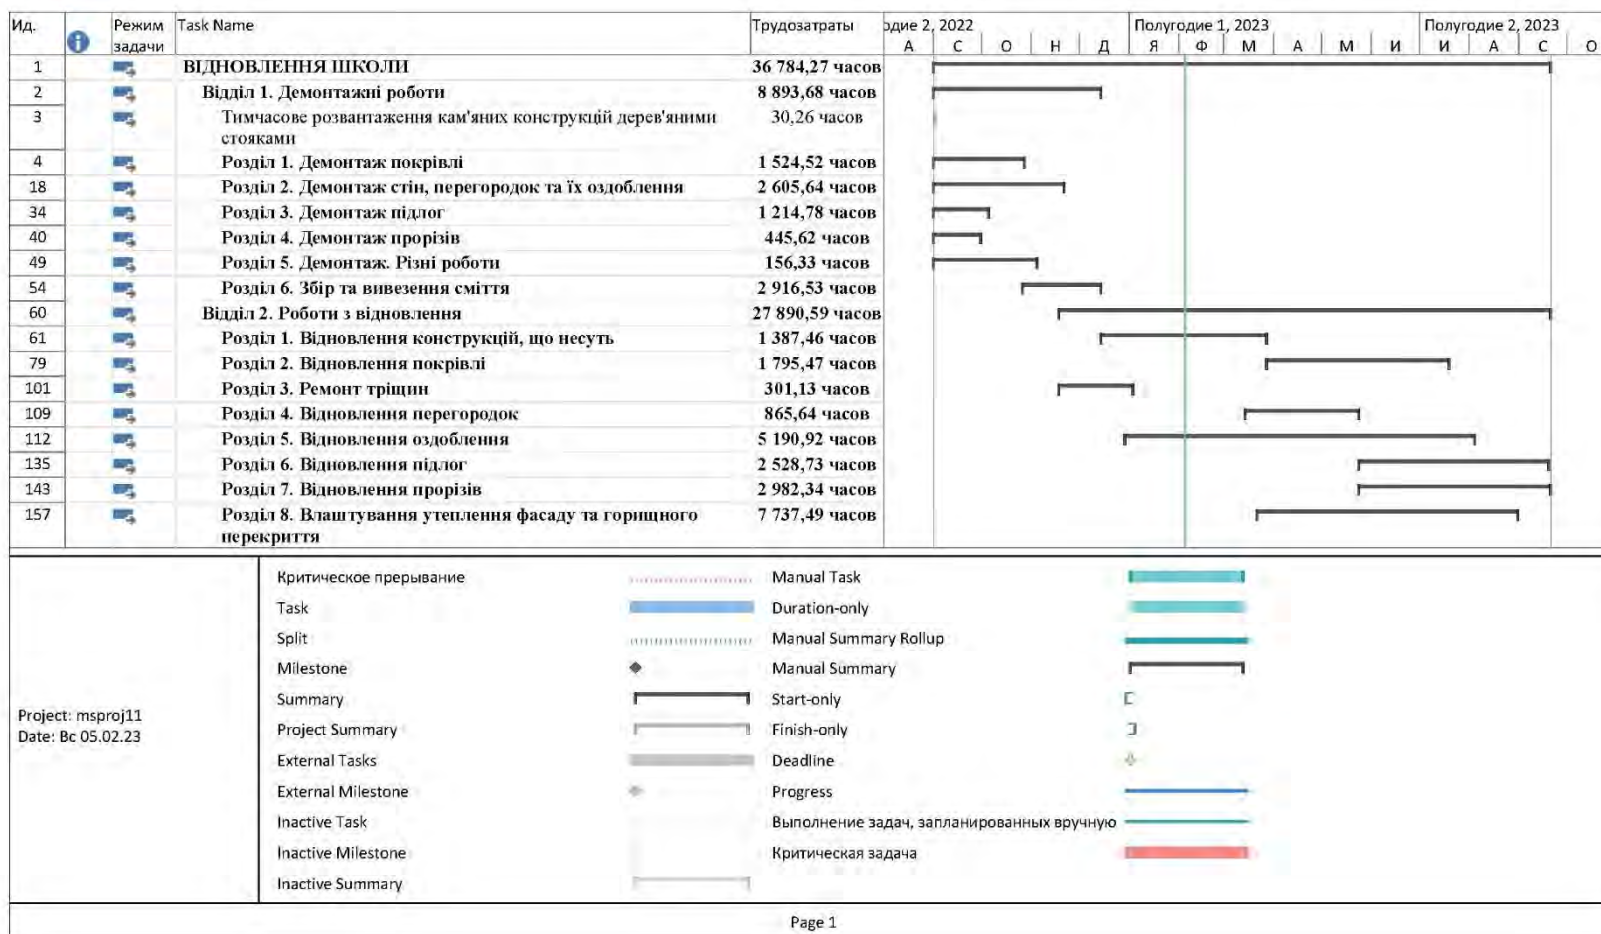 Ид. Режим задачи Task Name Трудозатраты одие 2, 2022 Полугодие 1, 2023 Полугодие 2, 2023
А С О Н Д Я Ф М А М И И А С О
1 ВІДНОВЛЕННЯ ШКОЛИ 36 784,27 часов
2 Відділ 1. Демонтажні роботи 8 893,68 часов
3 Тимчасове розвантаження кам'яних конструкцій дерев'яними 30,26 часов
стояками
4 Розділ 1. Демонтаж покрівлі 1 524,52 часов
18 Розділ 2. Демонтаж стін, перегородок та їх оздоблення 2 605,64 часов
34 Розділ 3. Демонтаж підлог 1 214,78 часов
40 Розділ 4. Демонтаж прорізів 445,62 часов
49 Розділ 5. Демонтаж. Різні роботи 156,33 часов
54 Розділ 6. Збір та вивезення сміття 2 916,53 часов
60 Відділ 2. Роботи з відновлення 27 890,59 часов
61 Розділ 1. Відновлення конструкцій, що несуть 1 387,46 часов
79 Розділ 2. Відновлення покрівлі 1 795,47 часов
101 Розділ 3. Ремонт тріщин 301,13 часов
109 Розділ 4. Відновлення перегородок 865,64 часов
112 Розділ 5. Відновлення оздоблення 5 190,92 часов
135 Розділ 6. Відновлення підлог 2 528,73 часов
143 Розділ 7. Відновлення прорізів 2 982,34 часов
157 Розділ 8. Влаштування утеплення фасаду та горищного 7 737,49 часов
перекриття
Project: msproj11
Date: Вс 05.02.23
Критическое прерывание
Task
Split
Milestone
Summary
Project Summary
External Tasks
External Milestone
Inactive Task
Inactive Milestone
Inactive Summary
Manual Task
Duration-only
Manual Summary Rollup
Manual Summary
Start-only
Finish-only
Deadline
Progress
Выполнение задач, запланированных вручную
Критическая задача
Page 1